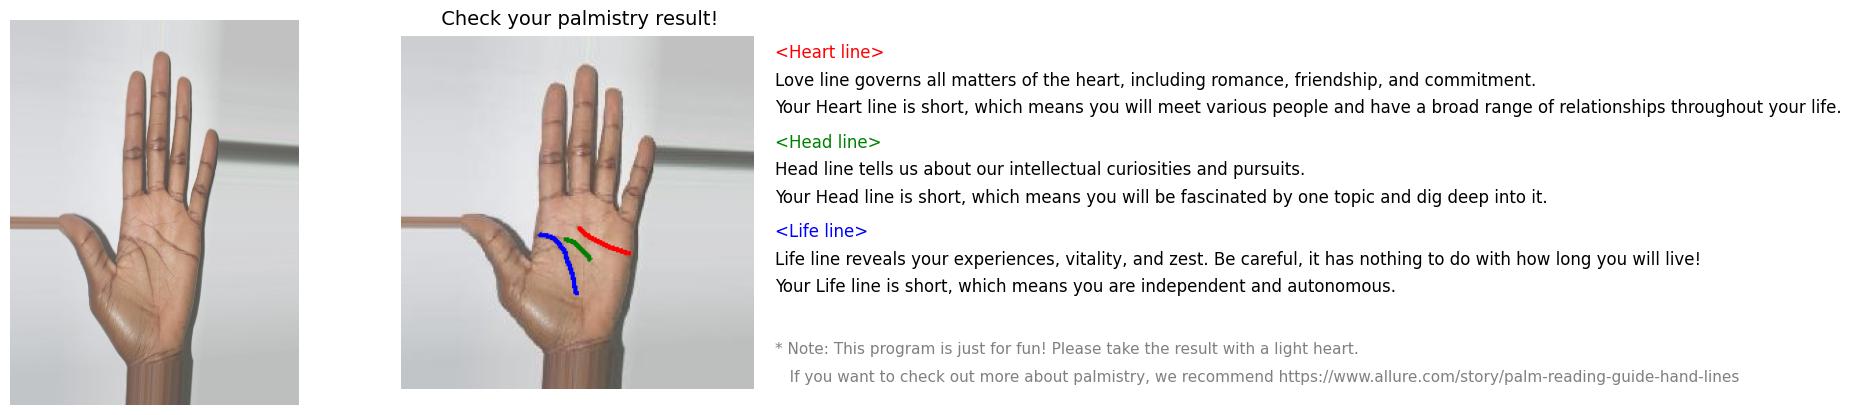 Check your palmistry result!
<Heart line>
Love line governs all matters of the heart, including romance, friendship, and commitment.
Your Heart line is short, which means you will meet various people and have a broad range of relationships throughout your life.
<Head line>
Head line tells us about our intellectual curiosities and pursuits.
Your Head line is short, which means you will be fascinated by one topic and dig deep into it.
<Life line>
Life line reveals your experiences, vitality, and zest. Be careful, it has nothing to do with how long you will live!
Your Life line is short, which means you are independent and autonomous.
* Note: This program is just for fun! Please take the result with a light heart.
If you want to check out more about palmistry, we recommend https://www.allure.com/story/palm-reading-guide-hand-lines